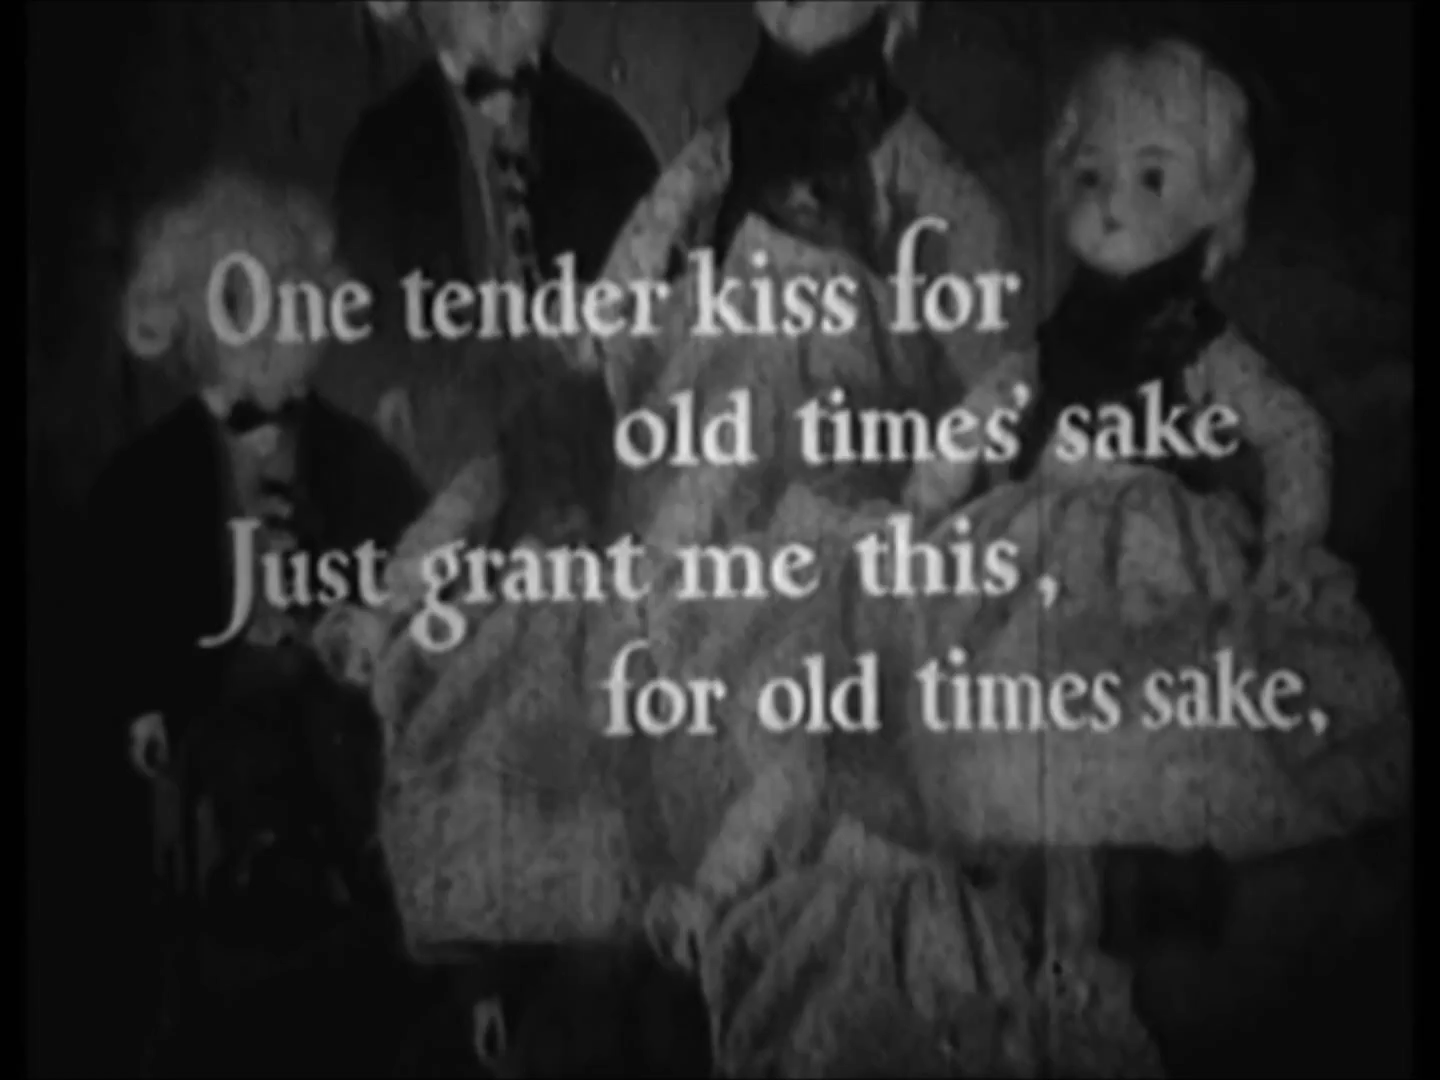 One tender kiss for
old times' sake
Just grant me this,
for old times sake,